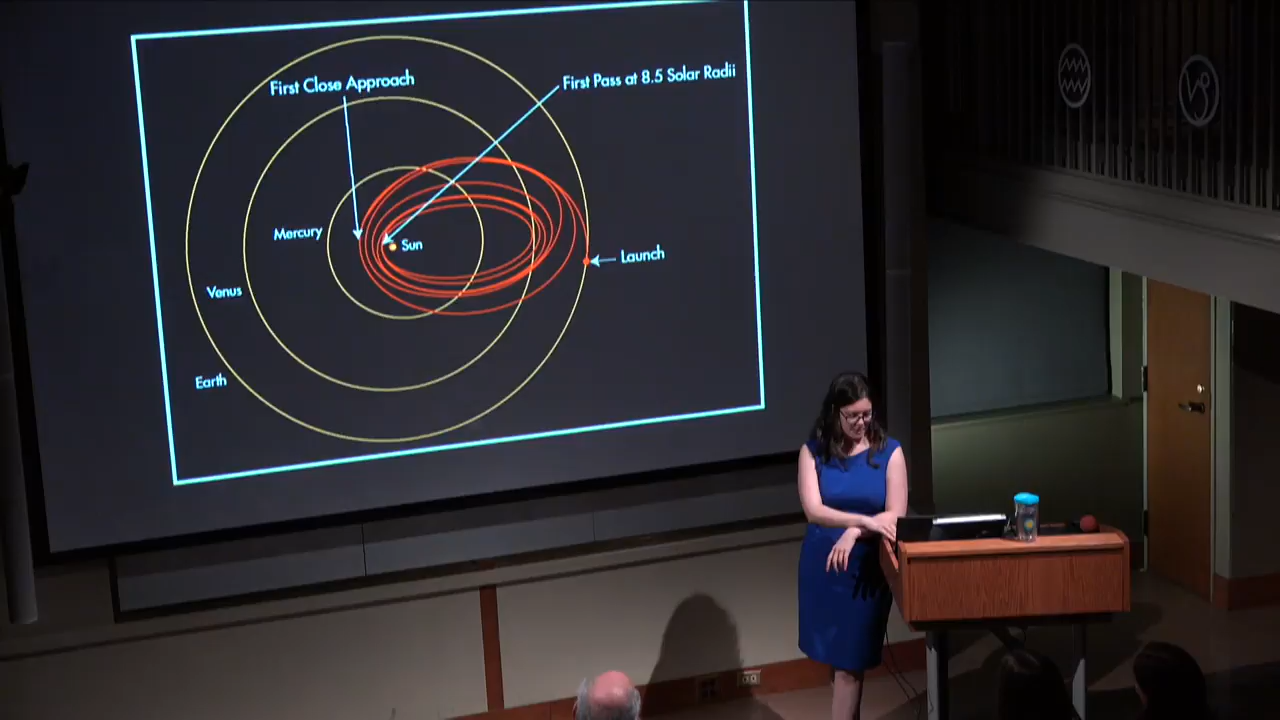 First Close Approach
First Pass at 8.5 Solar Radii
Mercury
Sun
Launch
Venus
Earth